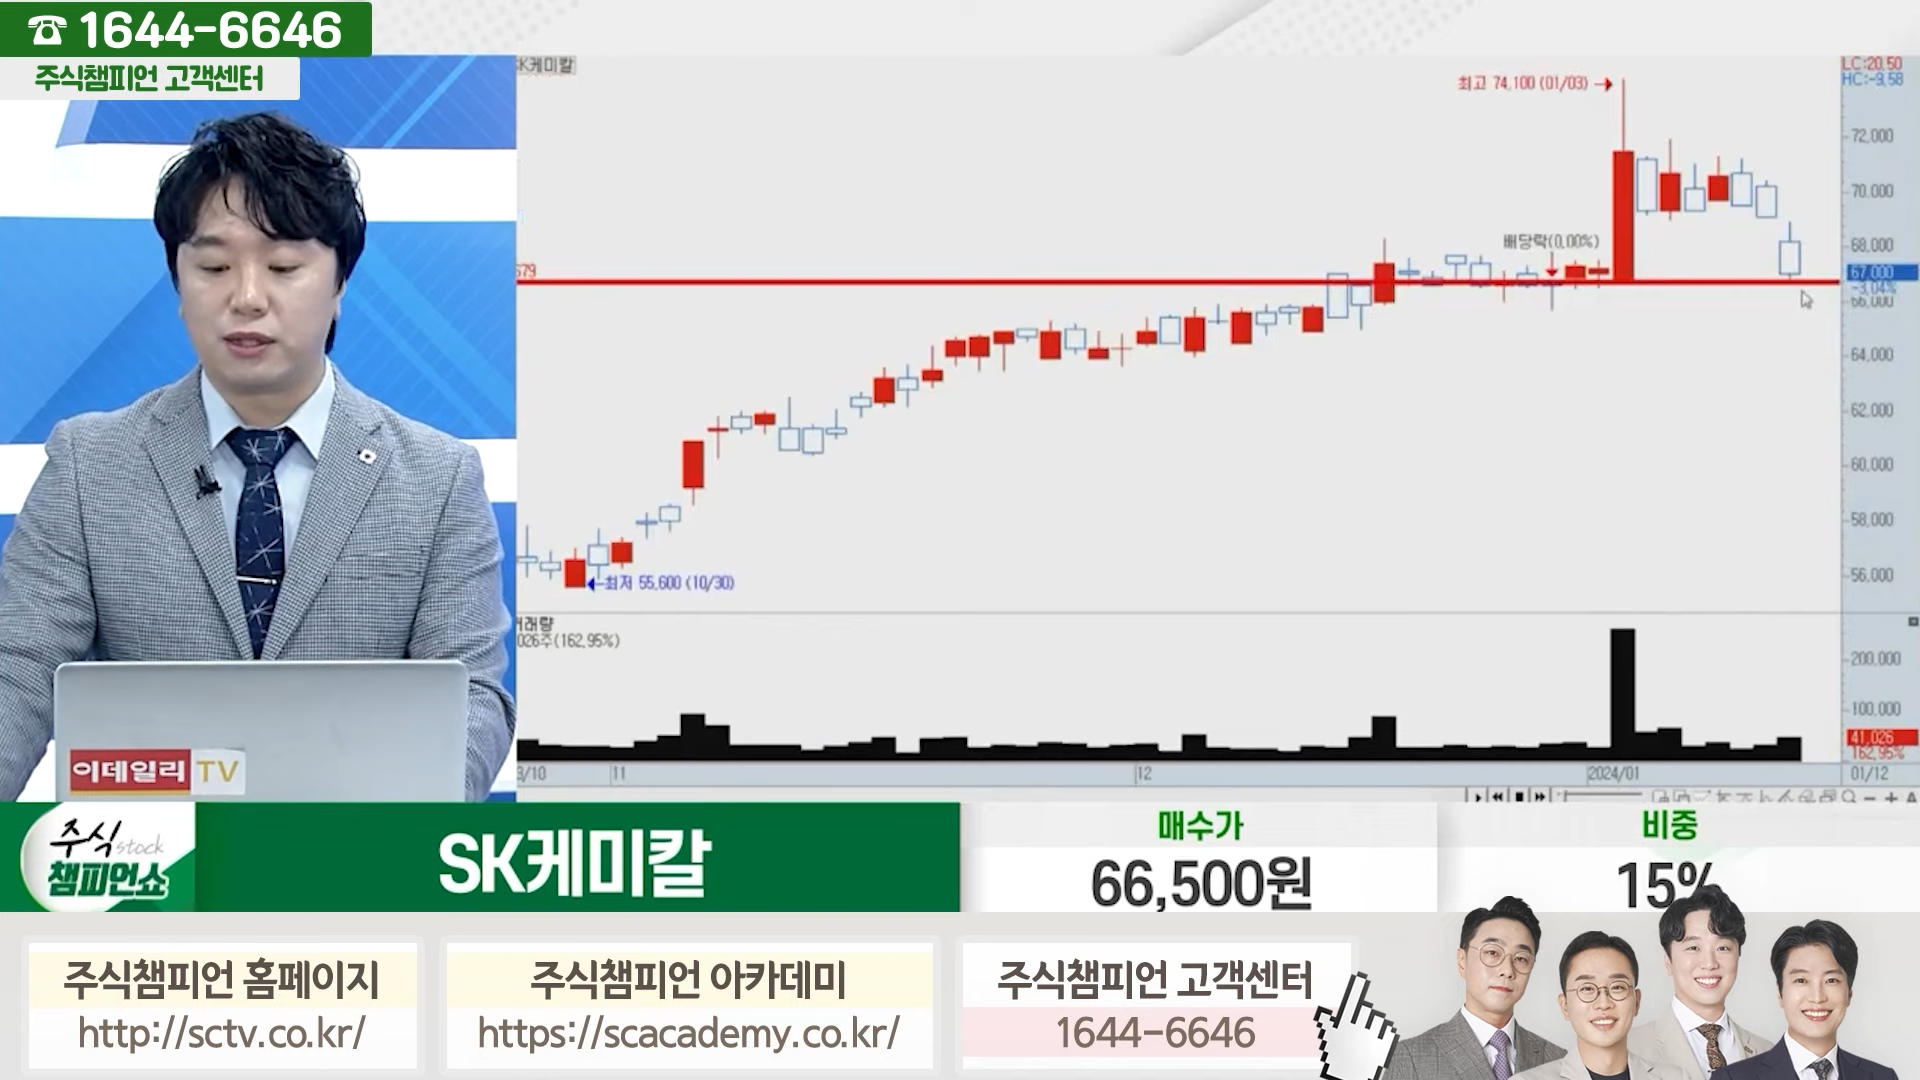 ☎ 1644-6646
주식챔피언 고객센터
SK케미칼
최고 74,100 (01/03)
LC:20.50
HC:-9.58
72,000
70,000
배당락(0.00%)
68,000
67,000
-3.04%
66,000
64,000
62,000
60,000
58,000
최저 55,600 (10/30)
56,000
거래량
026주(162.95%)
200,000
100,000
41,026
162.95%
11
12
2024/01
01/12
이데일리 TV
주식 stock
챔피언쇼
SK케미칼
매수가
66,500원
비중
15%
주식챔피언 홈페이지
http://sctv.co.kr/
주식챔피언 아카데미
https://scacademy.co.kr/
주식챔피언 고객센터
1644-6646